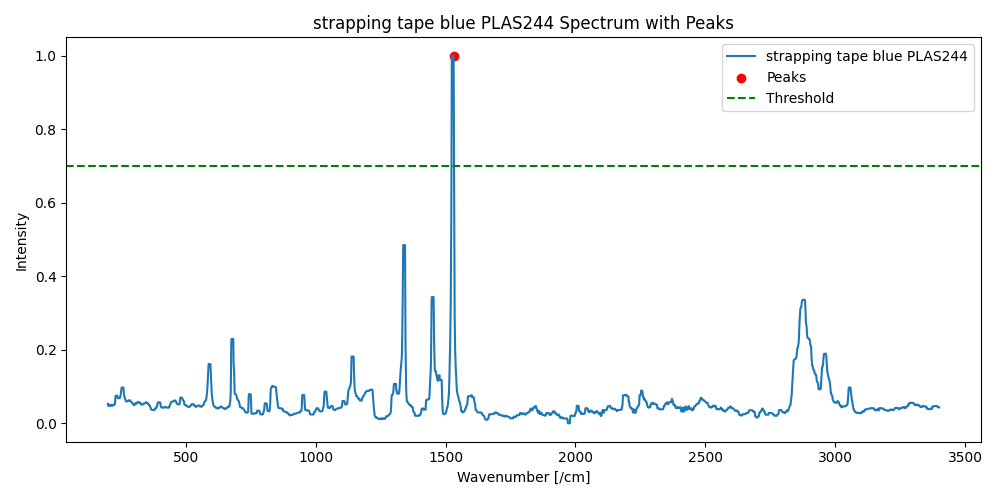 strapping tape blue PLAS244 Spectrum with Peaks
strapping tape blue PLAS244
Peaks
Threshold
Intensity
1.0
0.8
0.6
0.4
0.2
0.0
500 1000 1500 2000 2500 3000 3500
Wavenumber [/cm]